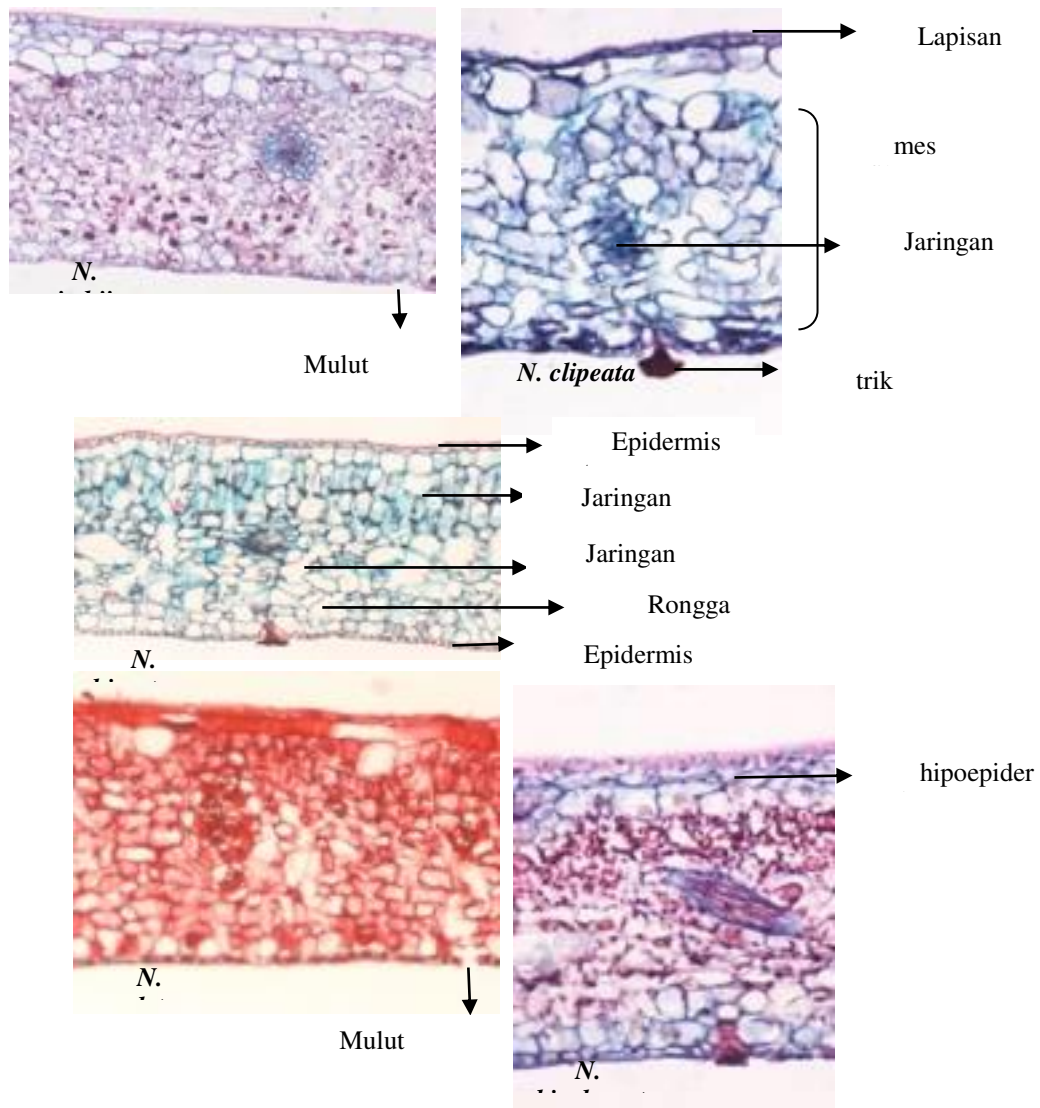 Lapisan
mes
Jaringan
N.
Mulut
N. clipeata
trik
Epidermis
Jaringan
Jaringan
Rongga
Epidermis
N.
hipoepider
N.
Mulut
N.